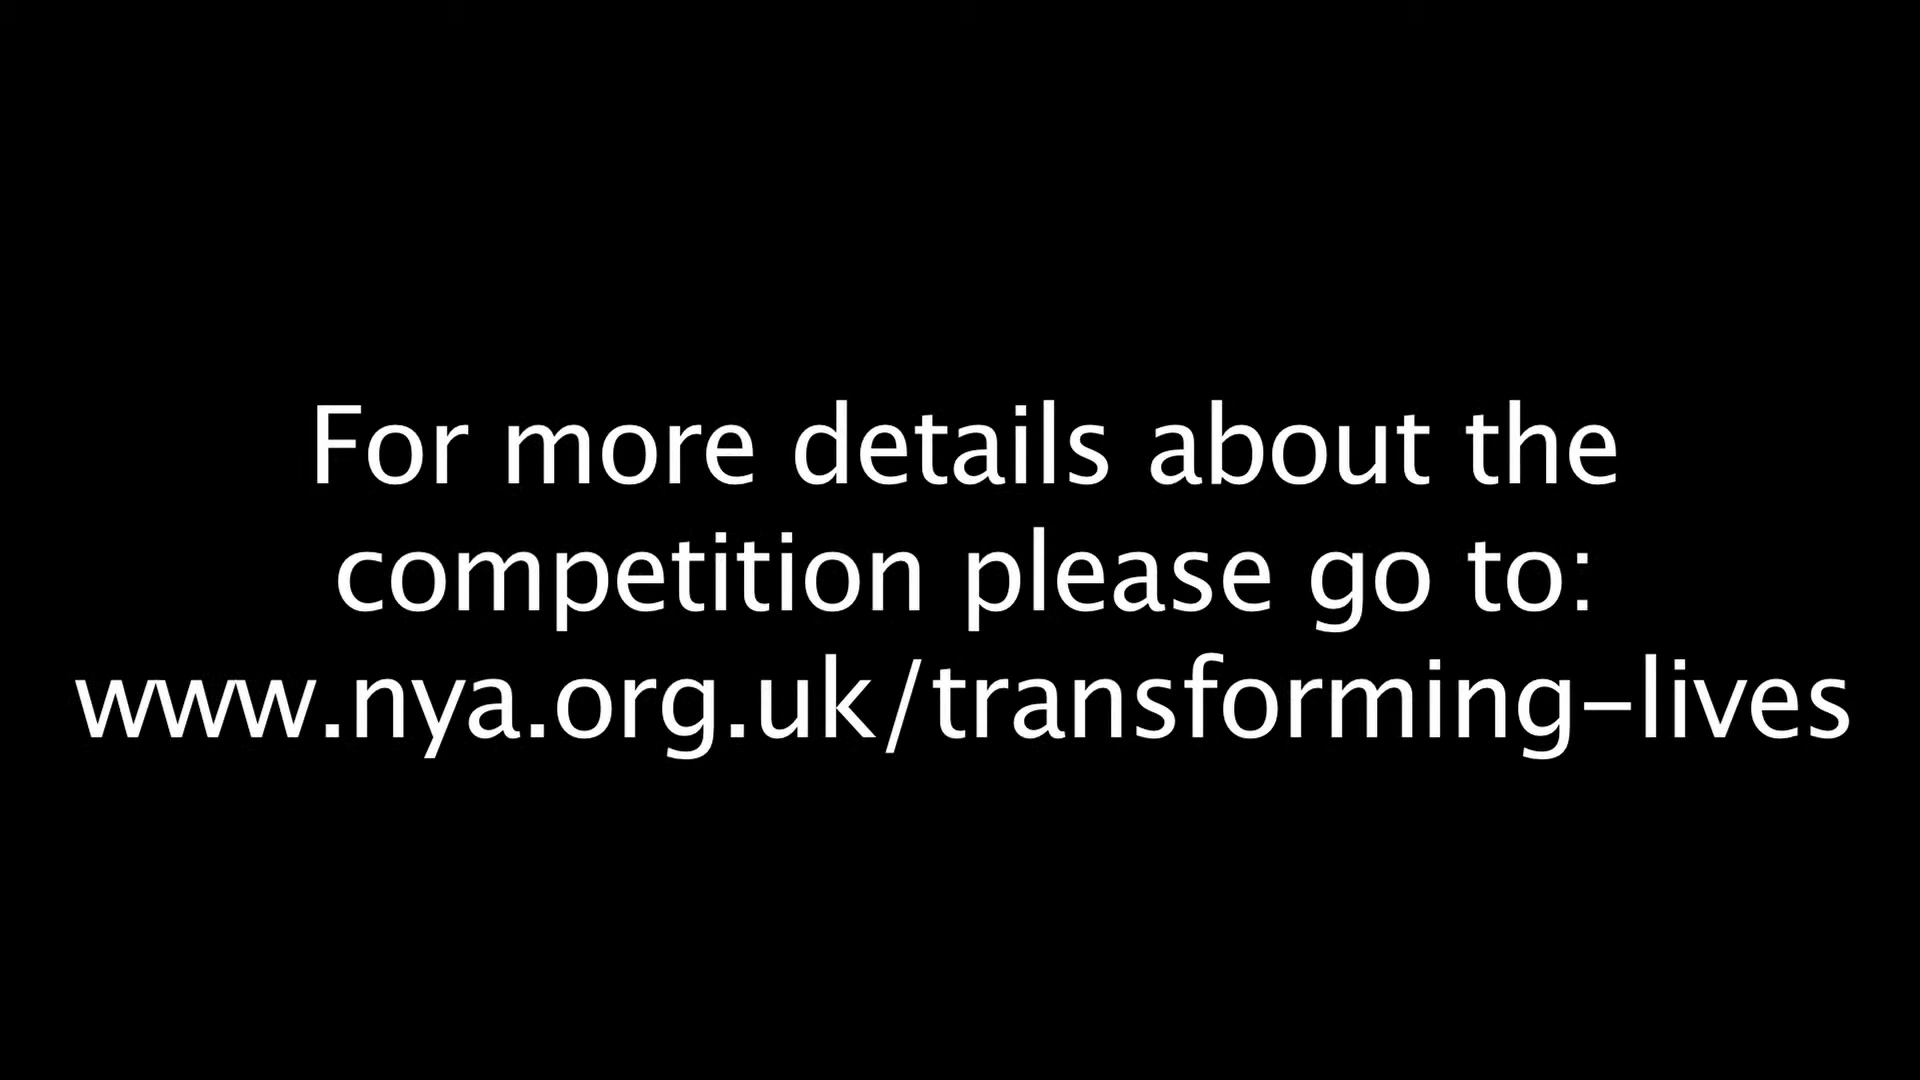 For more details about the
competition please go to:
www.nya.org.uk/transforming-lives